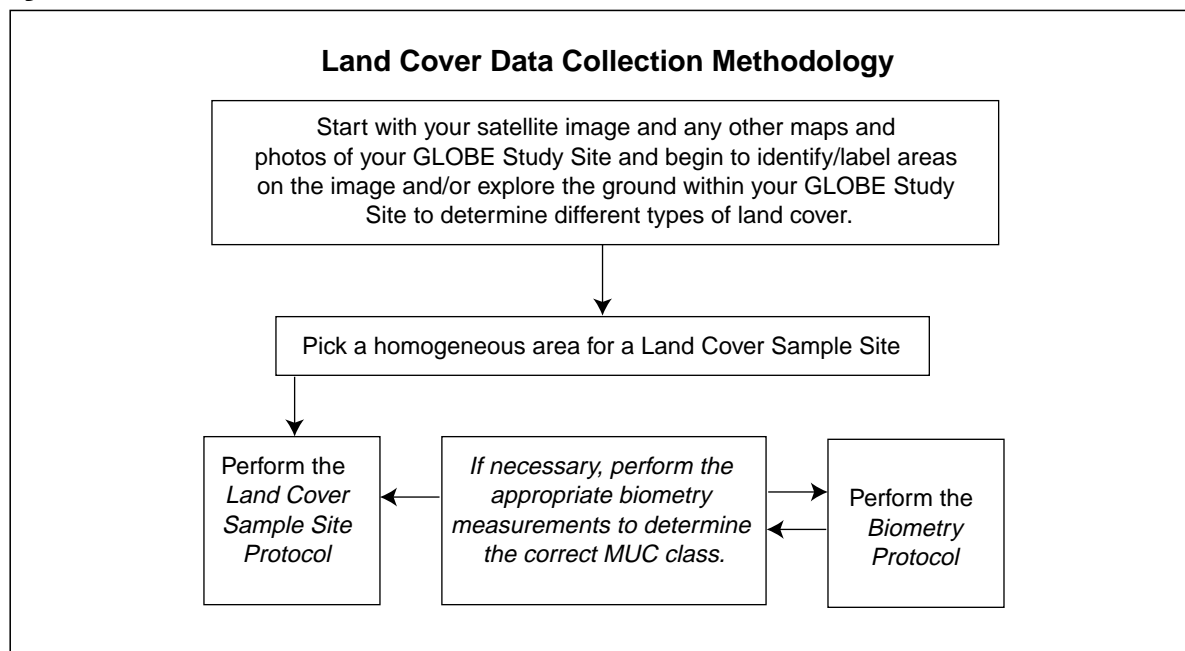 Land Cover Data Collection Methodology
Start with your satellite image and any other maps and
photos of your GLOBE Study Site and begin to identify/label areas
on the image and/or explore the ground within your GLOBE Study
Site to determine different types of land cover.
Pick a homogeneous area for a Land Cover Sample Site
Perform the
Land Cover
Sample Site
Protocol
If necessary, perform the
appropriate biometry
measurements to determine
the correct MUC class.
Perform the
Biometry
Protocol